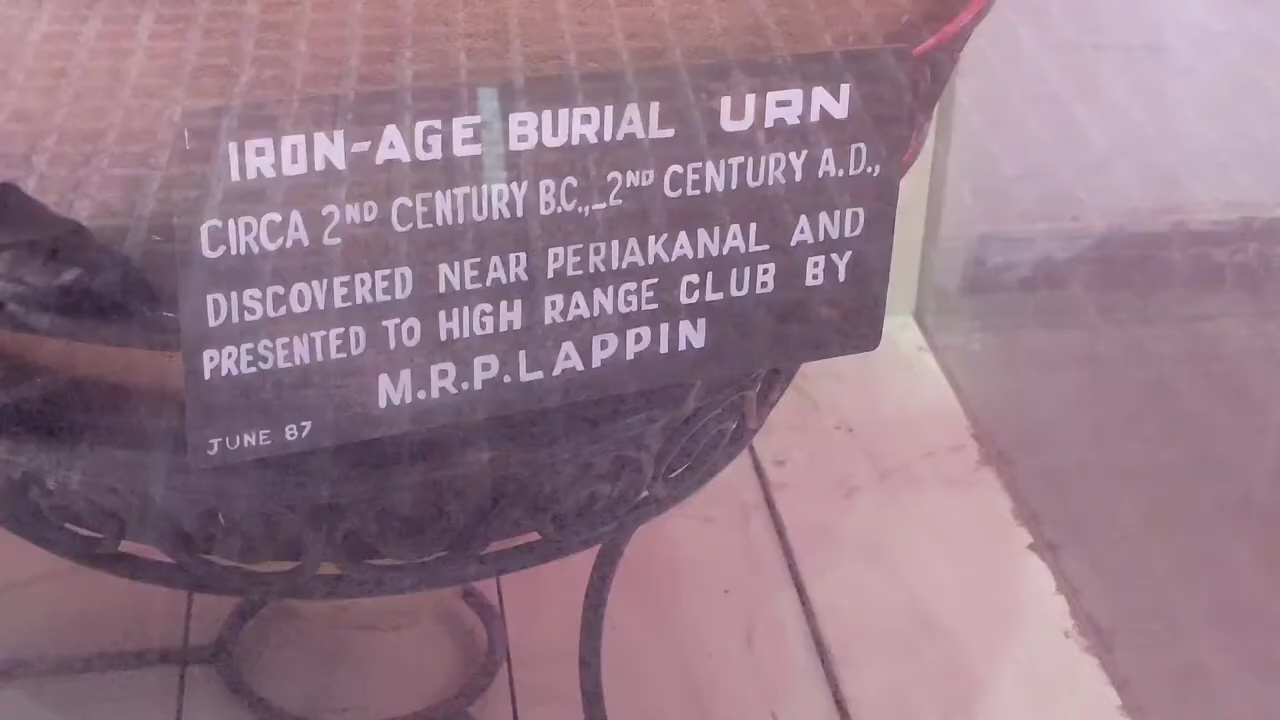 IRON-AGE BURIAL URN
CIRCA 2ND CENTURY B.C.,_2ND CENTURY A.D.,
DISCOVERED NEAR PERIAKANAL AND
PRESENTED TO HIGH RANGE CLUB BY
M.R.P.LAPPIN
JUNE 87